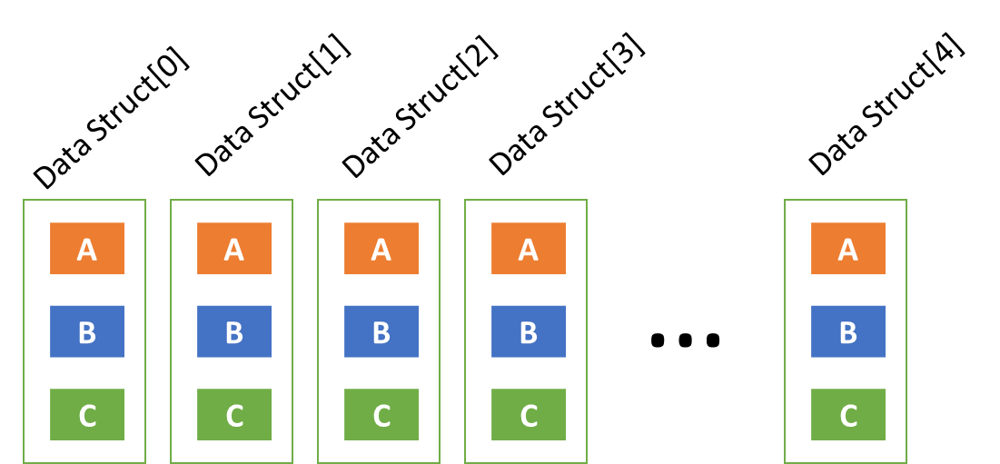 Data Struct[0]
Data Struct[1]
Data Struct[2]
Data Struct[3]
Data Struct[4]
A A A A A
B B B B ... B
C C C C C